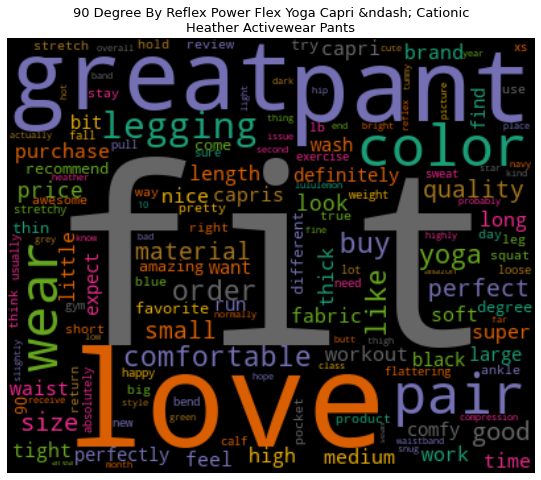 90 Degree By Reflex Power Flex Yoga Capri &ndash; Cationic
Heather Activewear Pants
stretch overall hold review try capri brand cute year xs
great pant
hot band stay light thing dark hip reflex tummy picture use
actually bit fall legging lb issue end bright find place
purchase pull come sure wash exercise second color star kind navy
recommend heather length definitely lululemon sweat
price awesome nice capris look weight quality
stretchy way pretty true probably
thin grey know 10 right fine day long leg
fit
little material different thick buy yoga highly squat
usually think wear expect amazing want lot need like perfect loose
blue order fabric soft degree
gym favorite run normally butt thigh far super
short low small workout black large
slightly comfortable class flattering ankle
waist return happy love hope pair compression
90 receive absolutely big style green product comfy good
size new bend pocket waistband
tight perfectly calf feel high medium snug work time
month bad